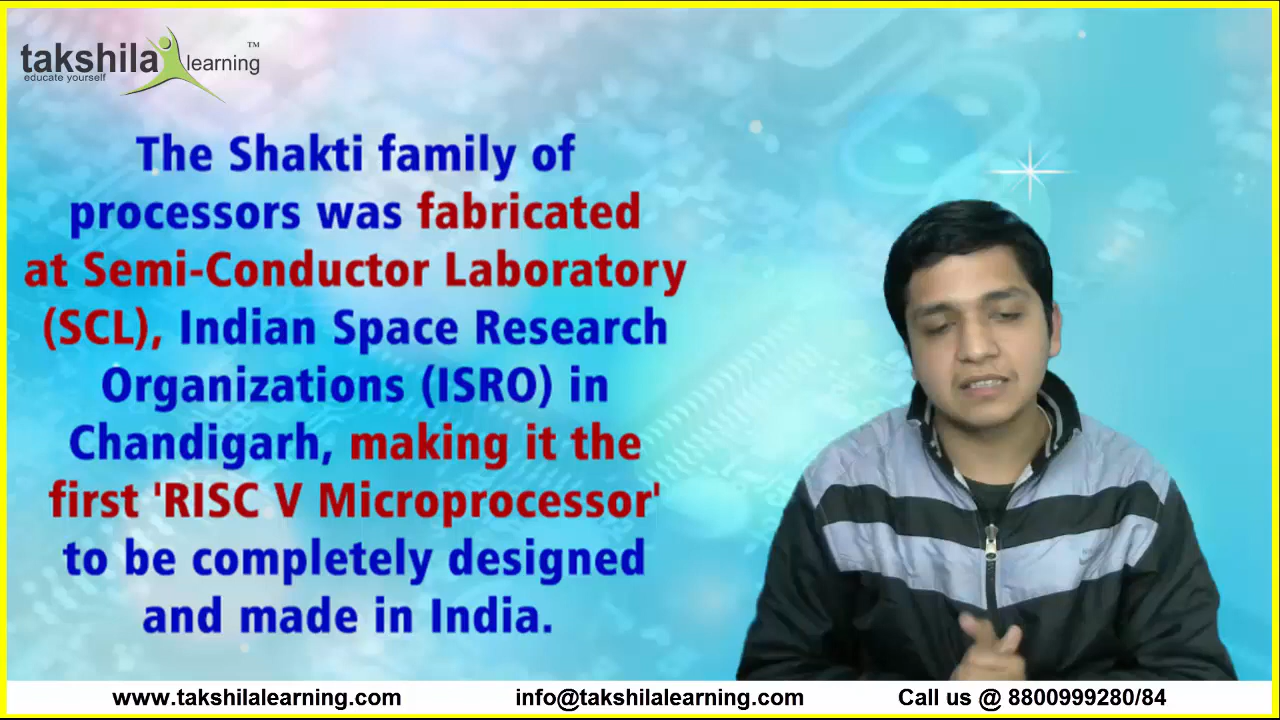 takshila learning™
educate yourself
The Shakti family of
processors was fabricated
at Semi-Conductor Laboratory
(SCL), Indian Space Research
Organizations (ISRO) in
Chandigarh, making it the
first 'RISC V Microprocessor'
to be completely designed
and made in India.
www.takshilalearning.com info@takshilalearning.com Call us @ 8800999280/84